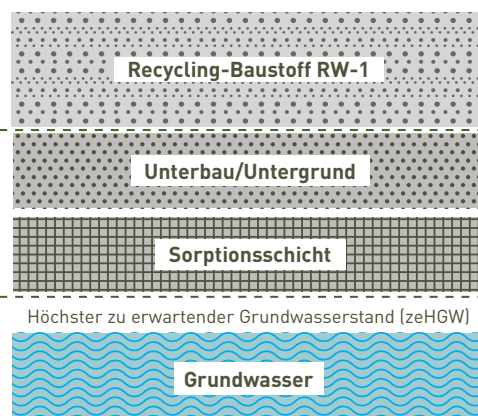 Recycling-Baustoff RW-1
Unterbau/Untergrund
Sorptionsschicht
Höchster zu erwartender Grundwasserstand (zeHGW)
Grundwasser